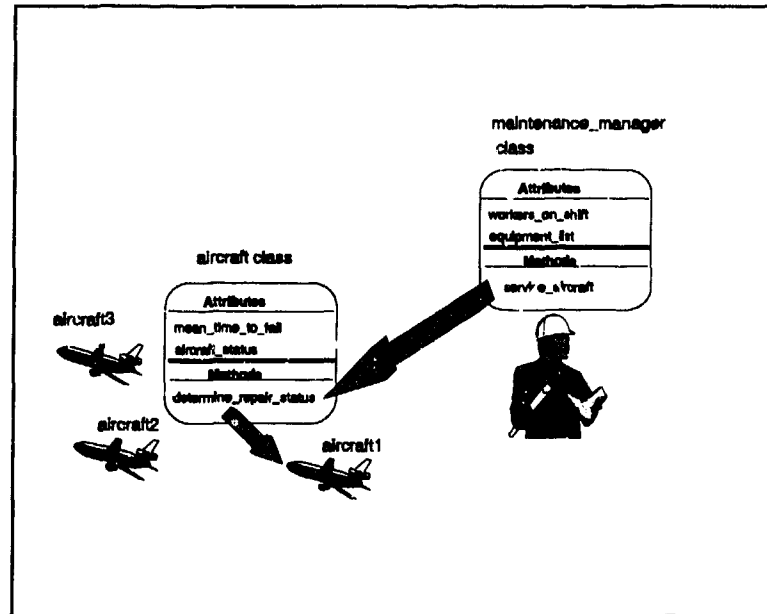 maintenance_manager
class
Attributes
workers_on_shift
equipment_list
Methods
service_aircraft
aircraft class
Attributes
mean_time_to_fail
aircraft_status
Methods
determine_repair_status
aircraft3
aircraft2
aircraft1